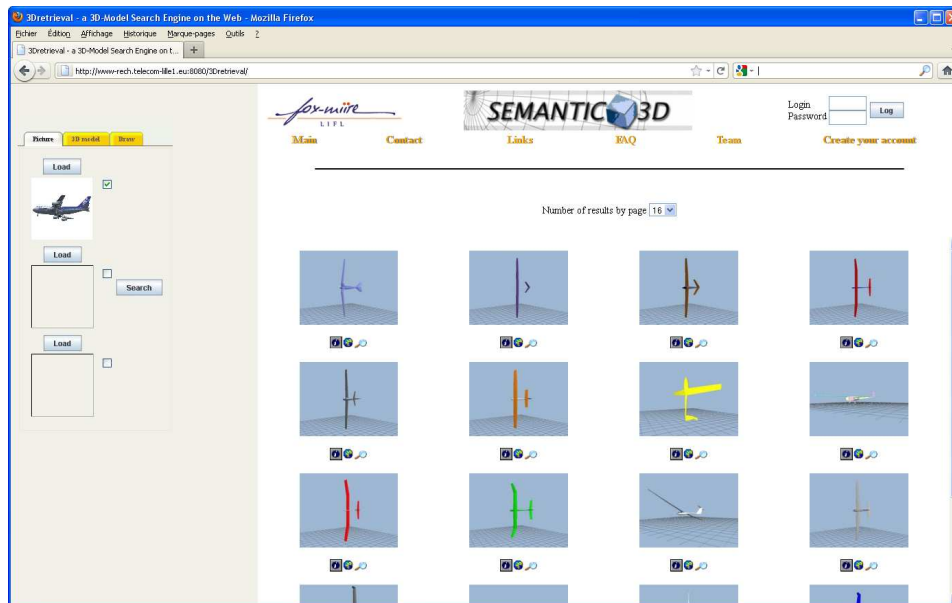 3Dretrieval - a 3D-Model Search Engine on the Web - Mozilla Firefox
Fichier Édition Affichage Historique Marque-pages Outils ?
3Dretrieval - a 3D-Model Search Engine on t... +
http://www-rech.telecom-lille1.eu:8080/3Dretrieval/
fox-miire
LIFL
SEMANTIC 3D
Login
Password
Log
Main Contact Links FAQ Team Create your account
Picture 3D model Draw
Load
Number of results by page 16
Load
Search
Load